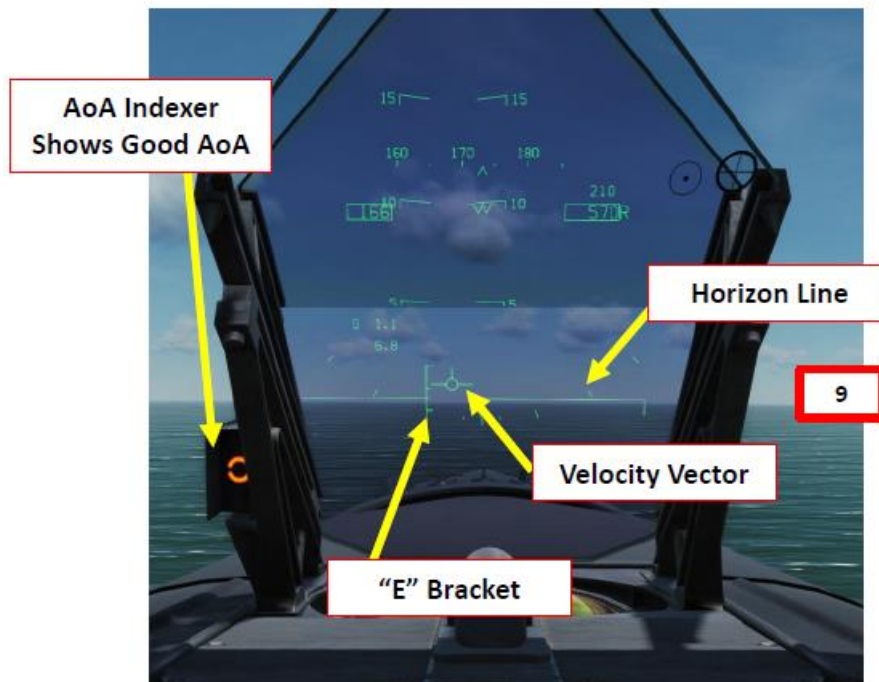 AoA Indexer
Shows Good AoA
15 15
160 170 180
210
10 10
166 570R
5 5
1.1
6.8
Horizon Line
9
Velocity Vector
“E” Bracket